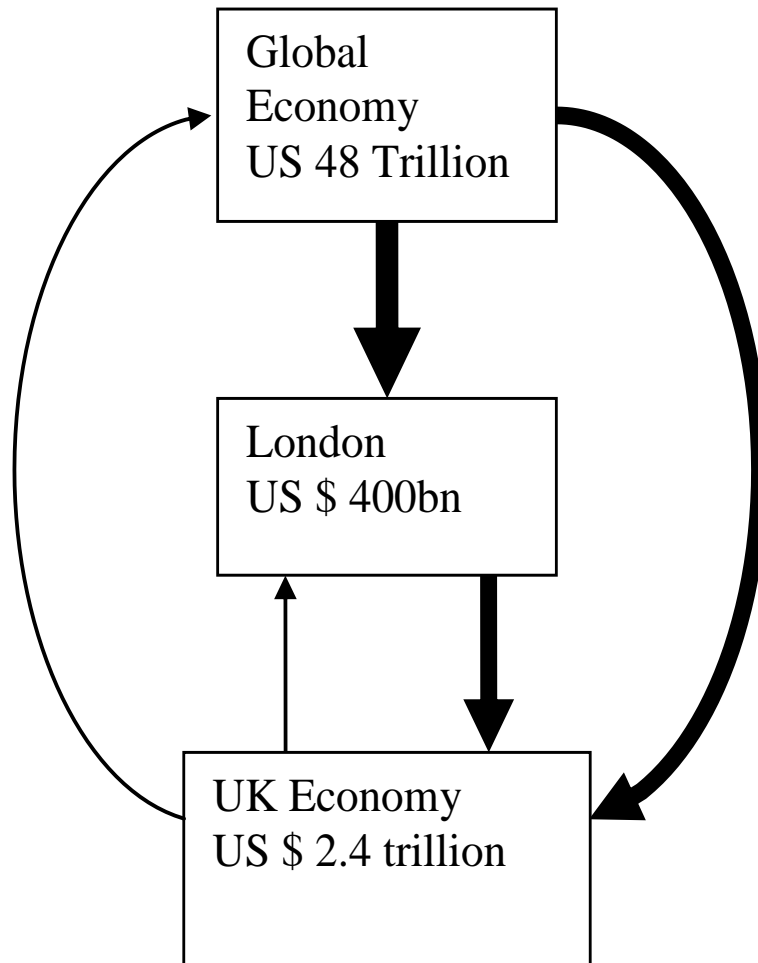 Global
Economy
US 48 Trillion
London
US $ 400bn
UK Economy
US $ 2.4 trillion